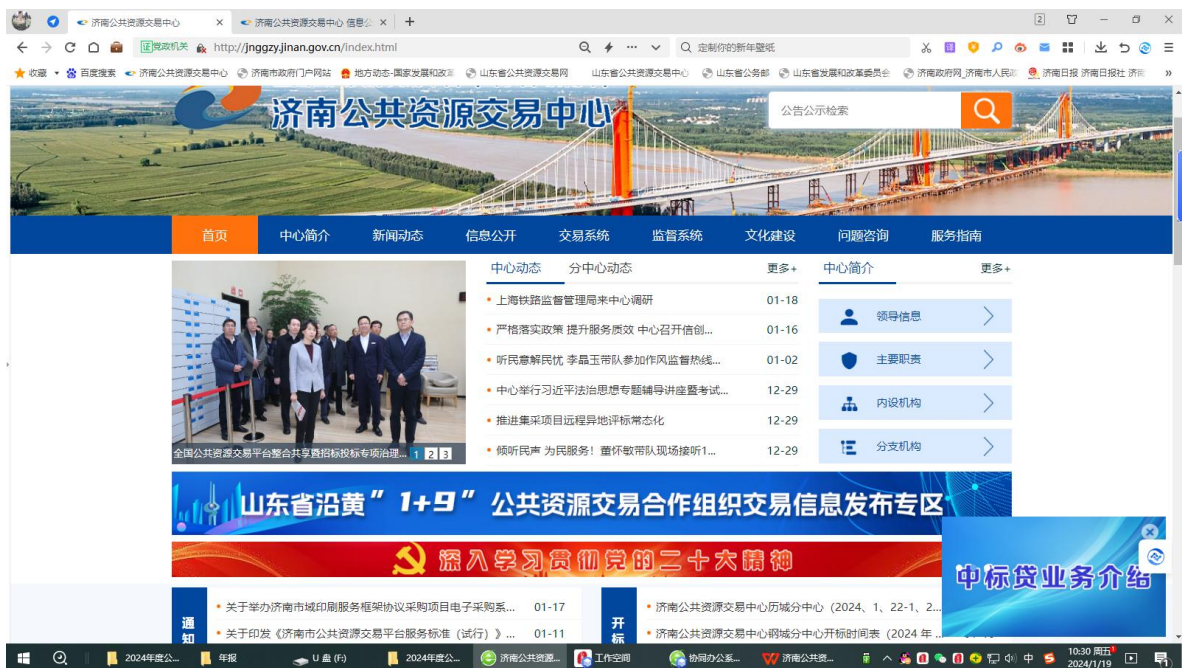 济南公共资源交易中心
济南公共资源交易中心 信息公
2
证 党政机关
http://jnggzy.jinan.gov.cn/index.html
定制你的新年壁纸
收藏
百度搜索
济南公共资源交易中心
济南市政府门户网站
地方动态-国家发展和改革
山东省公共资源交易网
山东省公共资源交易中心
山东省公务邮
山东省发展和改革委员会
济南政府网_济南市人民政
济南日报 济南日报社 济南
济南公共资源交易中心
公告公示检索
首页
中心简介
新闻动态
信息公开
交易系统
监督系统
文化建设
问题咨询
服务指南
全国公共资源交易平台整合共享暨招标投标专项治理... 1 2 3
中心动态
分中心动态
更多+
上海铁路监督管理局来中心调研 01-18
严格落实政策 提升服务质效 中心召开信创... 01-16
听民意解民忧 李晶玉带队参加作风监督热线... 01-02
中心举行习近平法治思想专题辅导讲座暨考试... 12-29
推进集采项目远程异地评标常态化 12-29
倾听民声 为民服务！董怀敏带队现场接听1... 12-29
中心简介
更多+
领导信息
主要职责
内设机构
分支机构
山东省沿黄"1+9"公共资源交易合作组织交易信息发布专区
深入学习贯彻党的二十大精神
中标贷业务介绍
通知
关于举办济南市域印刷服务框架协议采购项目电子采购系... 01-17
关于印发《济南市公共资源交易平台服务标准（试行）》... 01-11
开标
济南公共资源交易中心历城分中心（2024、1、22-1、2...
济南公共资源交易中心钢城分中心开标时间表（2024 年 ...
2024年度公...
年报
U 盘 (F:)
2024年度公...
济南公共资源...
工作空间
协同办公系...
济南公共资...
中
10:30 周五
2024/1/19